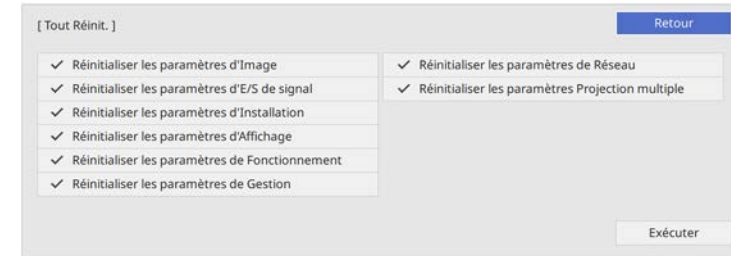 [ Tout Réinit. ]
Retour
Réinitialiser les paramètres d'Image
Réinitialiser les paramètres d'E/S de signal
Réinitialiser les paramètres d'Installation
Réinitialiser les paramètres d'Affichage
Réinitialiser les paramètres de Fonctionnement
Réinitialiser les paramètres de Gestion
Réinitialiser les paramètres de Réseau
Réinitialiser les paramètres Projection multiple
Exécuter